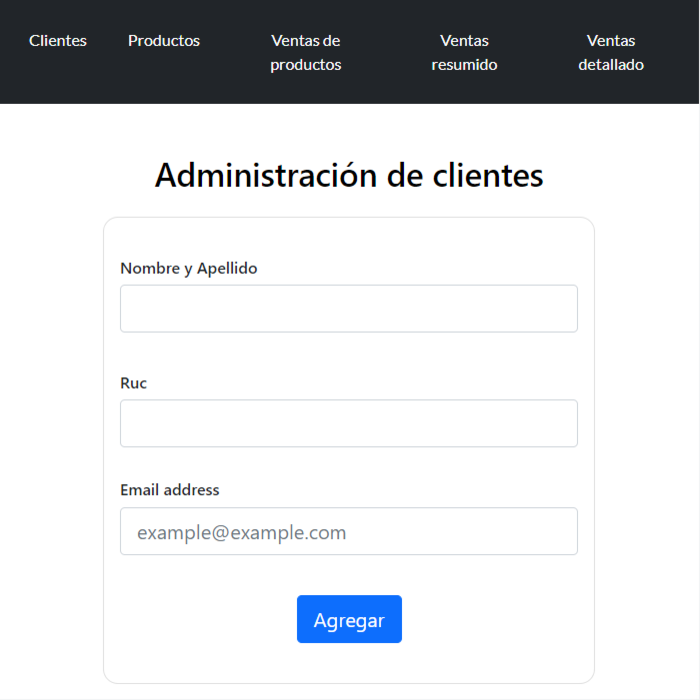 Clientes Productos Ventas de productos Ventas resumido Ventas detallado
Administración de clientes
Nombre y Apellido
Ruc
Email address
example@example.com
Agregar